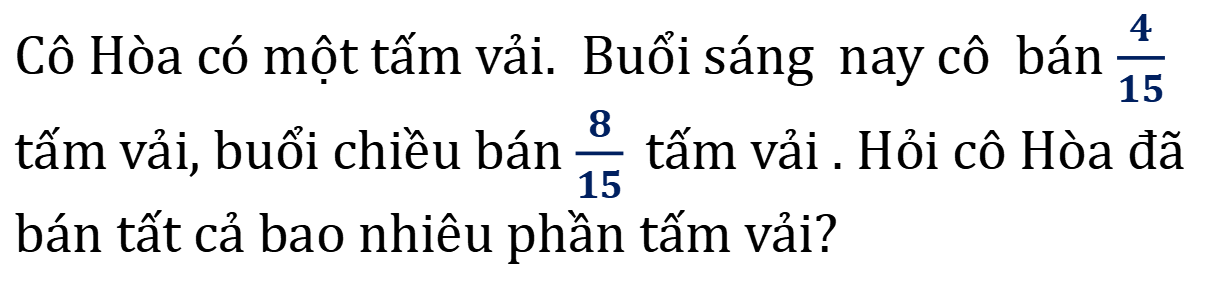 Cô Hòa có một tấm vải. Buổi sáng nay cô bán 4/15
tấm vải, buổi chiều bán 8/15 tấm vải . Hỏi cô Hòa đã
bán tất cả bao nhiêu phần tấm vải?